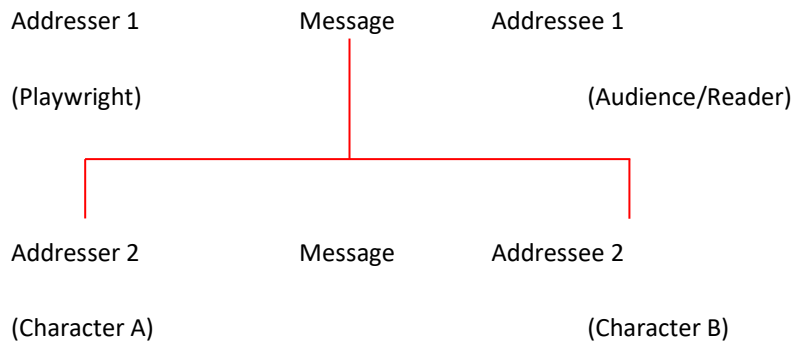 Addresser 1 Message Addressee 1
(Playwright) (Audience/Reader)
Addresser 2 Message Addressee 2
(Character A) (Character B)